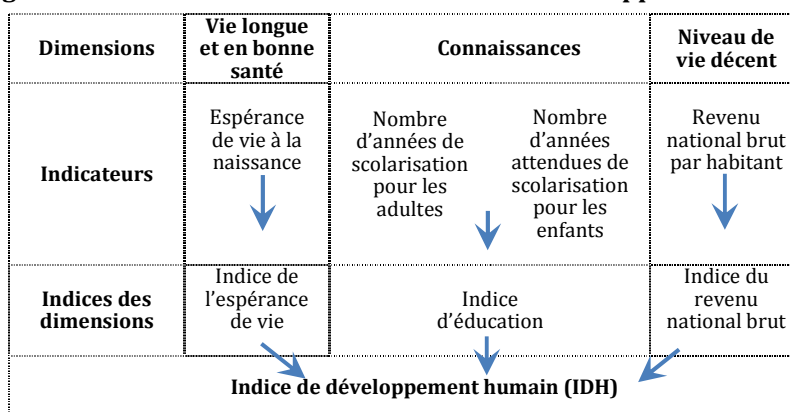 Dimensions
Vie longue
et en bonne
santé
Connaissances
Niveau de
vie décent
Indicateurs
Espérance
de vie à la
naissance
Nombre
d'années de
scolarisation
pour les
adultes
Nombre
d'années
attendues de
scolarisation
pour les
enfants
Revenu
national brut
par habitant
Indices des
dimensions
Indice de
l'espérance
de vie
Indice
d'éducation
Indice du
revenu
national brut
Indice de développement humain (IDH)